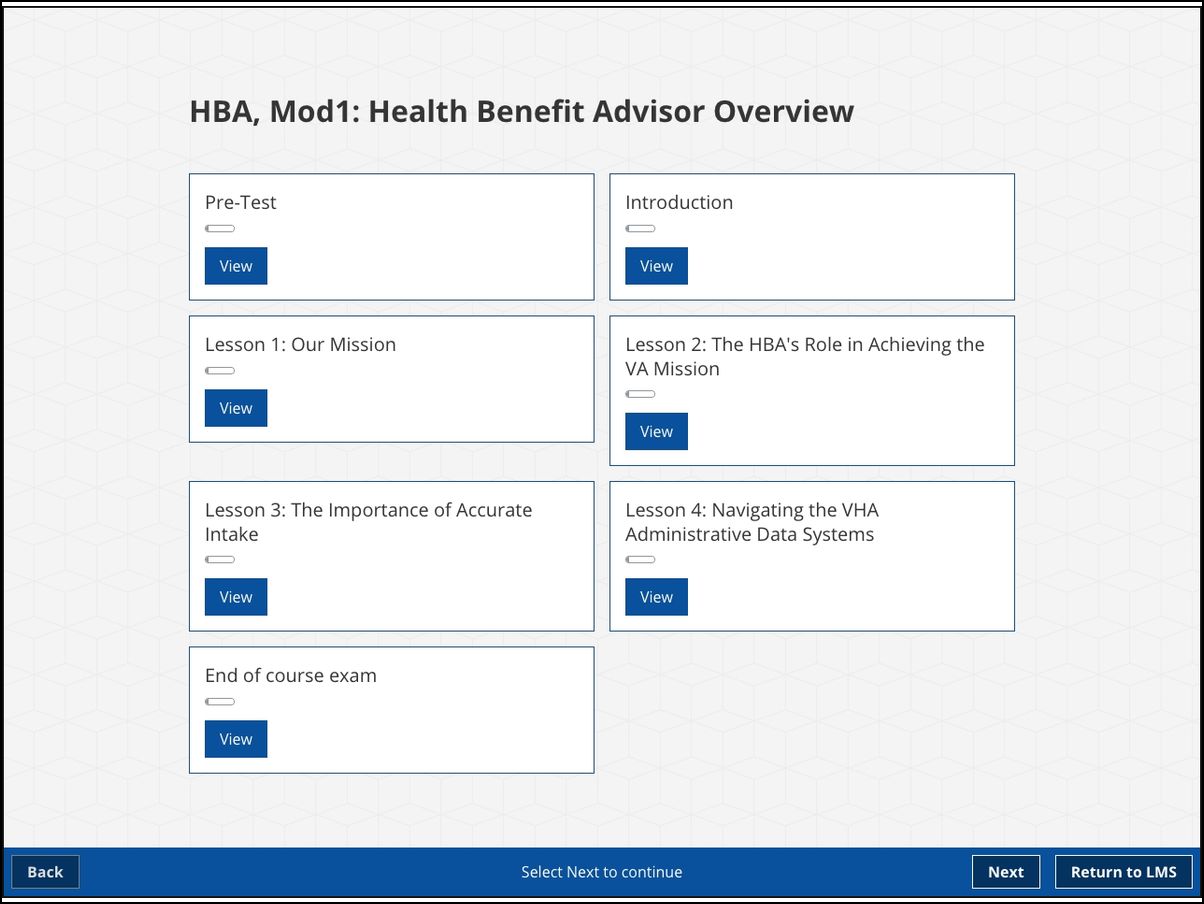 HBA, Mod1: Health Benefit Advisor Overview
Pre-Test
View
Introduction
View
Lesson 1: Our Mission
View
Lesson 2: The HBA's Role in Achieving the
VA Mission
View
Lesson 3: The Importance of Accurate
Intake
View
Lesson 4: Navigating the VHA
Administrative Data Systems
View
End of course exam
View
Back
Select Next to continue
Next
Return to LMS